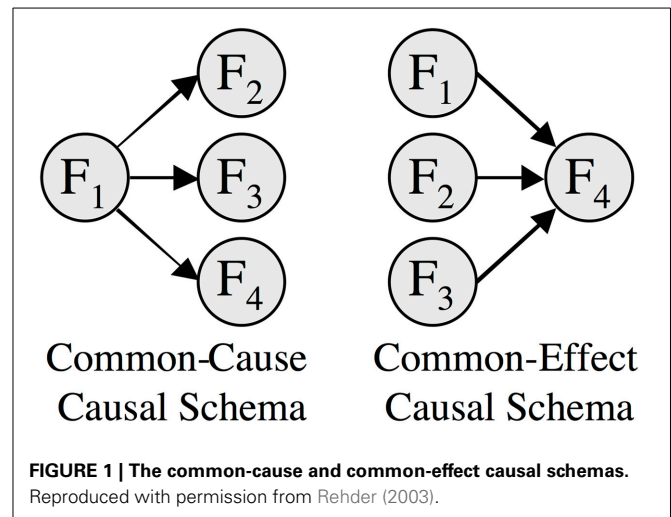 F1
F2
F3
F4
Common-Cause
Causal Schema
F1
F2
F3
F4
Common-Effect
Causal Schema
FIGURE 1 | The common-cause and common-effect causal schemas.
Reproduced with permission from Rehder (2003).